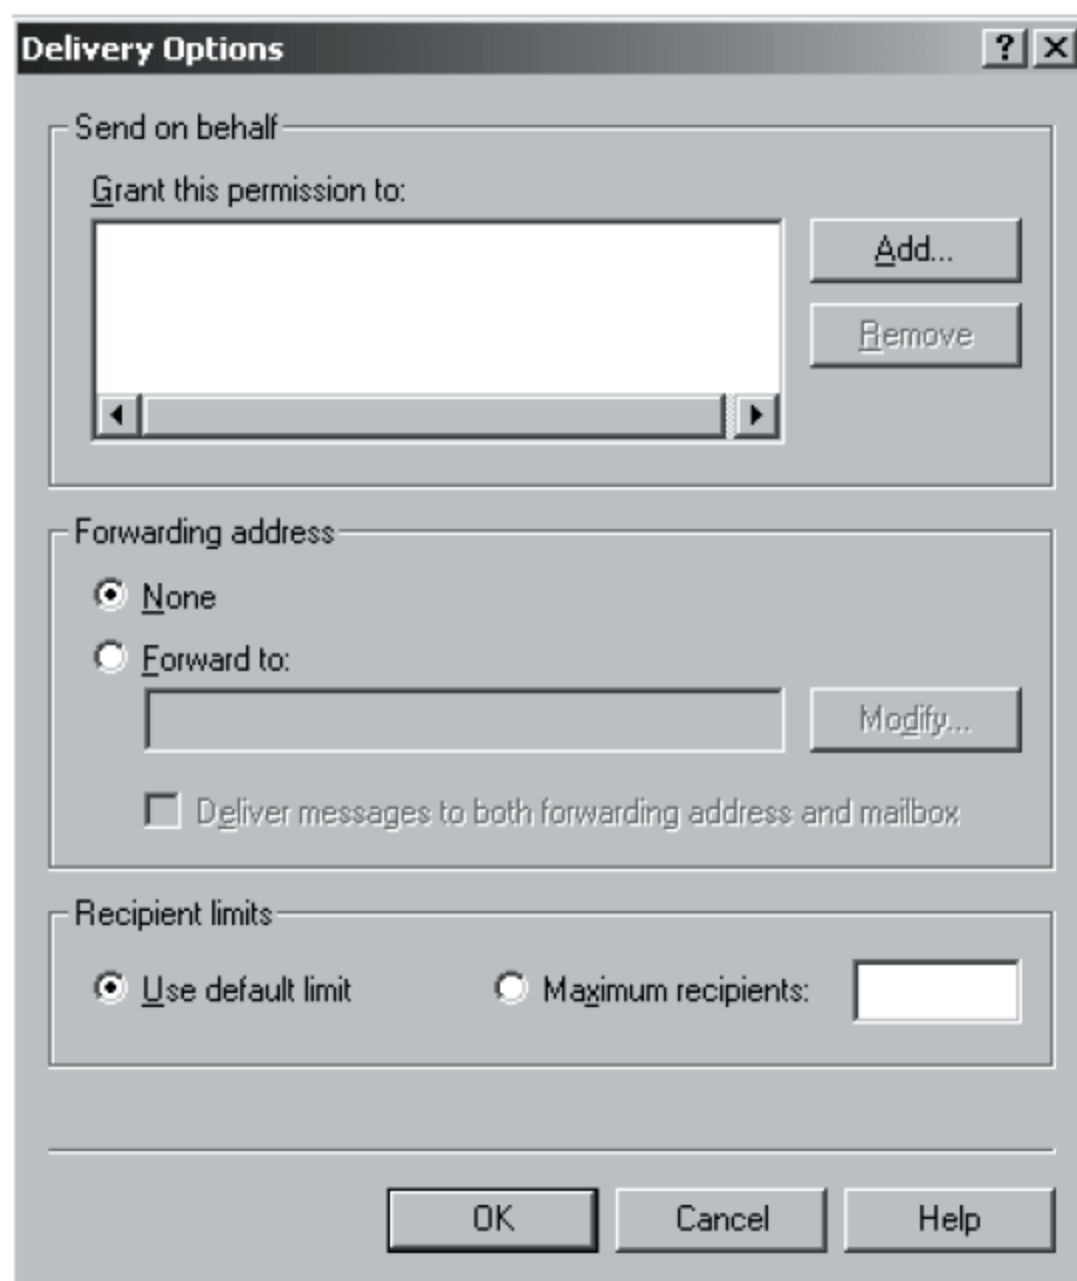 Delivery Options
Send on behalf
Grant this permission to:
Add...
Remove
Forwarding address
None
Forward to:
Modify...
Deliver messages to both forwarding address and mailbox
Recipient limits
Use default limit Maximum recipients:
OK Cancel Help